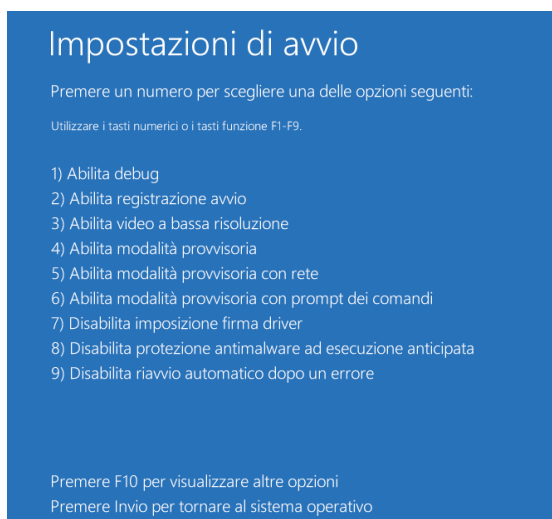 Impostazioni di avvio
Premere un numero per scegliere una delle opzioni seguenti:
Utilizzare i tasti numerici o i tasti funzione F1-F9.
1) Abilita debug
2) Abilita registrazione avvio
3) Abilita video a bassa risoluzione
4) Abilita modalità provvisoria
5) Abilita modalità provvisoria con rete
6) Abilita modalità provvisoria con prompt dei comandi
7) Disabilita imposizione firma driver
8) Disabilita protezione antimalware ad esecuzione anticipata
9) Disabilita riavvio automatico dopo un errore
Premere F10 per visualizzare altre opzioni
Premere Invio per tornare al sistema operativo